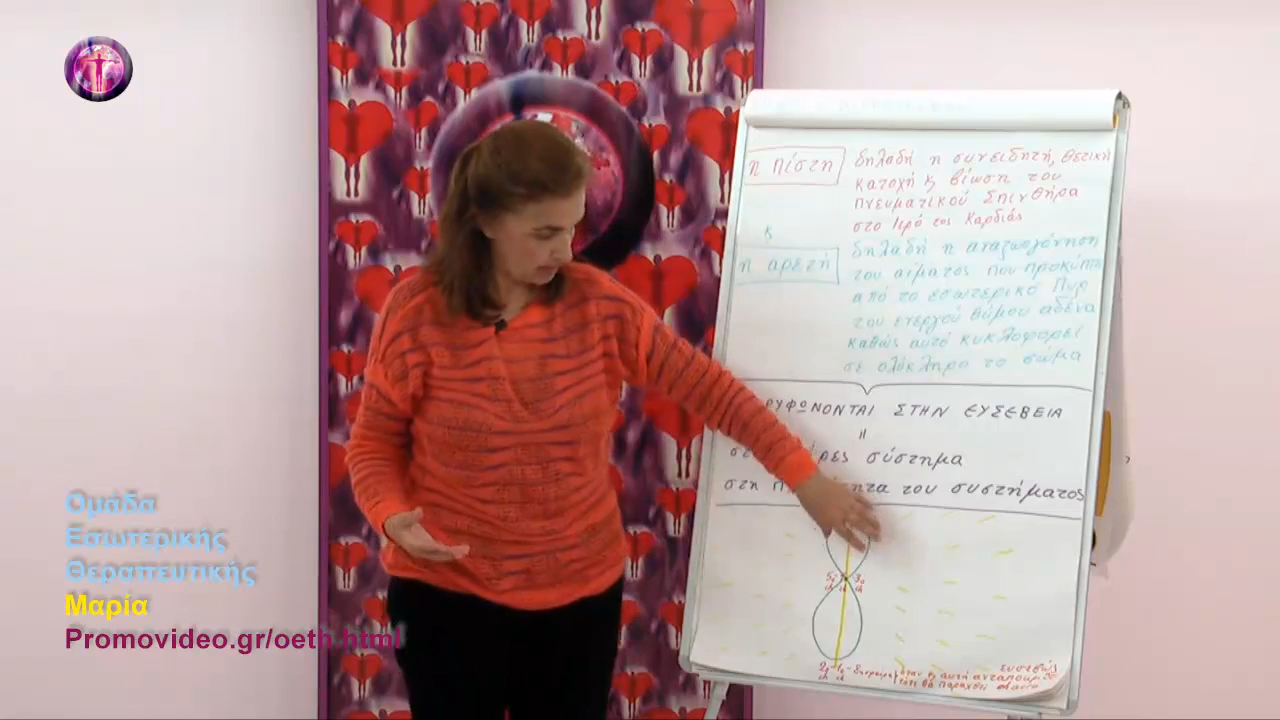 η πίστη
δηλαδή η συνειδητή, θετική
κατοχή κ βίωση του
πνευματικού Σπινθήρα
στο Ιερό της Καρδιάς
κ
η αρετή
δηλαδή η αναζωογόνηση
του αίματος που προκύπτει
από το εσωτερικό Πυρ
του ενεργού θύμου αδένα
καθώς αυτό κυκλοφορεί
σε ολόκληρο το σώμα
ΡΥΦΩΝΟΝΤΑΙ ΣΤΗΝ ΕΥΣΕΒΕΙΑ
=
σύστημα
στη του συστήματος
Ομάδα
Εσωτερικής
Θεραπευτικής
Μαρία
Promovideo.gr/oeth.html